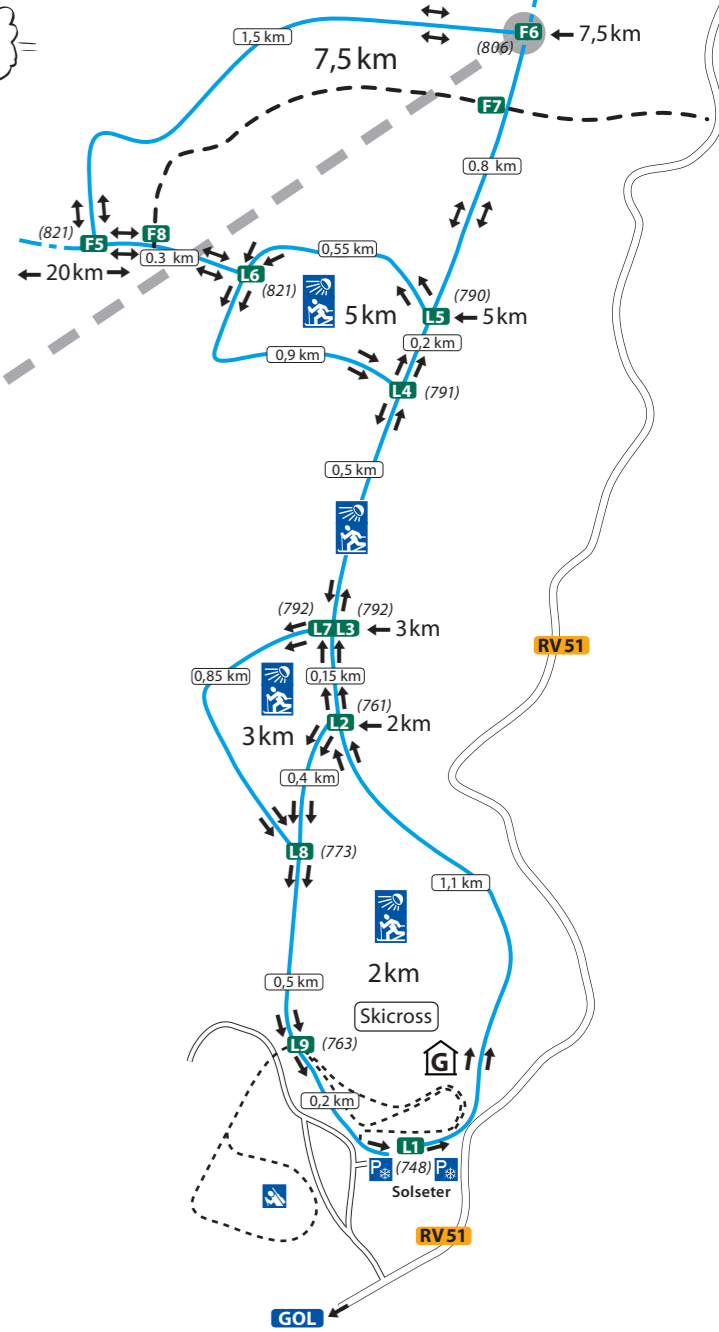 1,5 km
F6
7,5 km
(806)
7,5 km
F7
0.8 km
(821)
F5
F8
0.3 km
20 km
L6
(821)
0,55 km
5 km
(790)
L5
5 km
0,2 km
0,9 km
L4
(791)
0,5 km
(792)
(792)
L7 L3
3 km
RV 51
0,85 km
0,15 km
(761)
3 km
L2
2 km
0,4 km
L8
(773)
1,1 km
2 km
0,5 km
Skicross
L9
(763)
G
0,2 km
L1
P
(748)
P
Solseter
RV 51
GOL